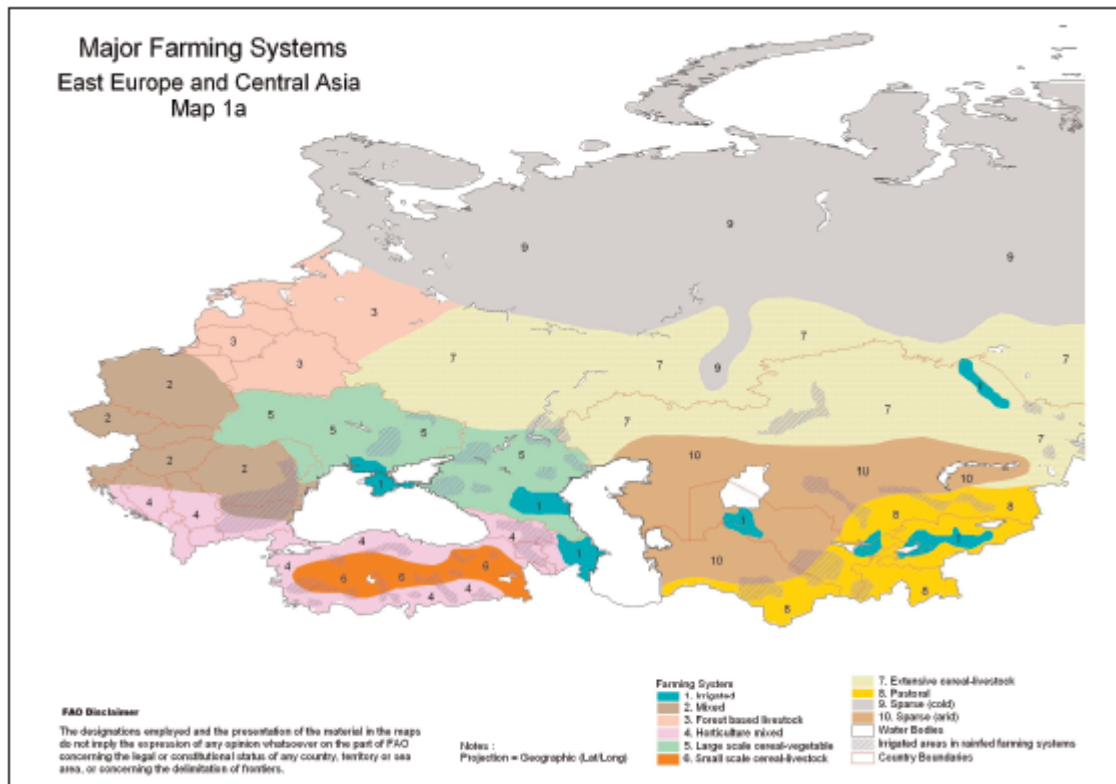 Major Farming Systems
East Europe and Central Asia
Map 1a
9
9
9
3
3
3
7
7
7
7
9
2
1
2
5
5
5
7
7
7
5
2
2
10
10
10
4
4
1
1
8
8
1
1
4
4
1
10
4
6
6
6
4
4
8
8
Farming System
1. Irrigated
2. Mixed
3. Forest based livestock
4. Horticulture mixed
5. Large scale cereal-vegetable
6. Small scale cereal-livestock
7. Extensive cereal-livestock
8. Pastoral
9. Sparse (cold)
10. Sparse (arid)
Water Bodies
Irrigated areas in rainfed farming systems
Country Boundaries
FAO Disclaimer
The designations employed and the presentation of the material in the maps
do not imply the expression of any opinion whatsoever on the part of FAO
concerning the legal or constitutional status of any country, territory or sea
area, or concerning the delimitation of frontiers.
Notes :
Projection = Geographic (Lat/Long)